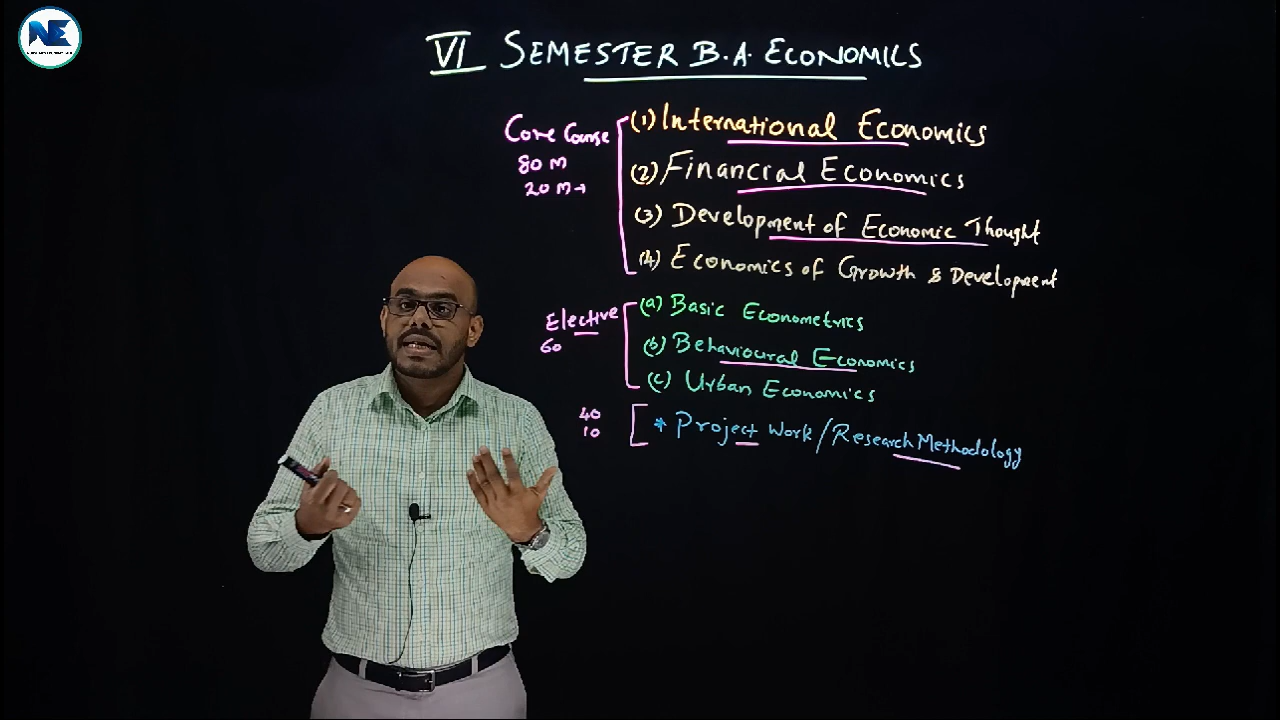 NE
VI SEMESTER B.A. ECONOMICS
Core Course
80 M
20 M→
(1) International Economics
(2) Financial Economics
(3) Development of Economic Thought
(4) Economics of Growth & Development
Elective
60
(a) Basic Econometrics
(b) Behavioural Economics
(c) Urban Economics
40
10
* Project Work/Research Methodology